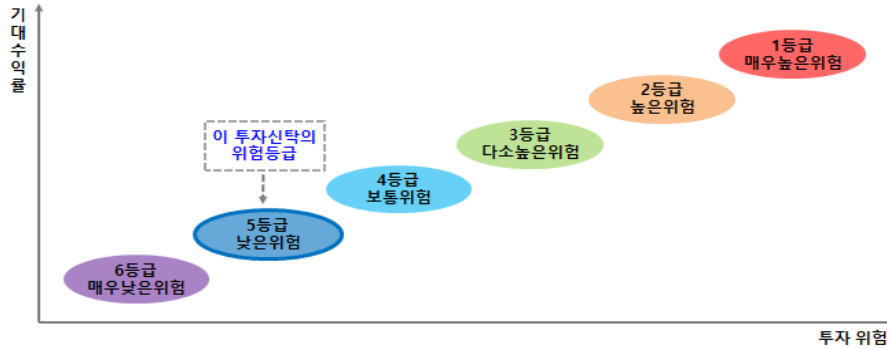 기대수익률
1등급
매우높은위험
2등급
높은위험
3등급
다소높은위험
이 투자신탁의
위험등급
4등급
보통위험
5등급
낮은위험
6등급
매우낮은위험
투자 위험